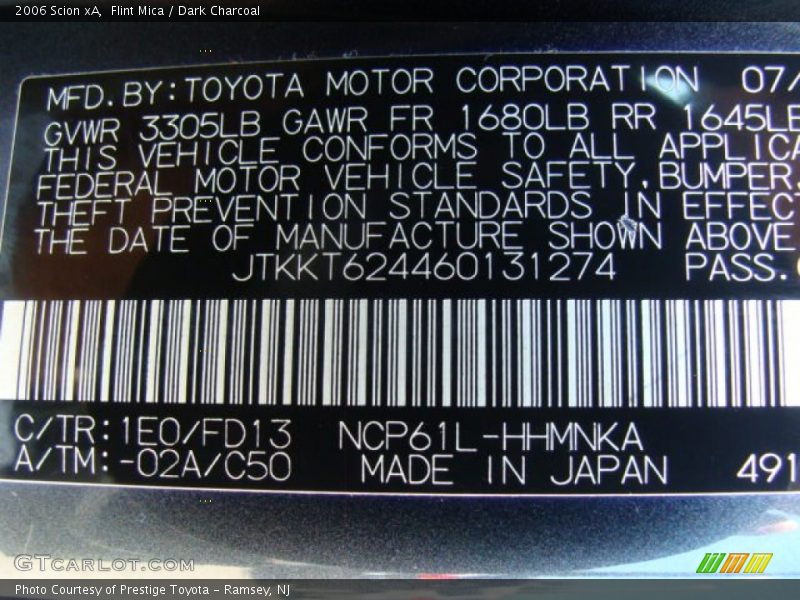 2006 Scion xA,  Flint Mica / Dark Charcoal
MFD. BY: TOYOTA MOTOR CORPORATION 07/
GVWR 3305LB GAWR FR 1680LB RR 1645LB
THIS VEHICLE CONFORMS TO ALL APPLICA
FEDERAL MOTOR VEHICLE SAFETY, BUMPER,
THEFT PREVENTION STANDARDS IN EFFECT
THE DATE OF MANUFACTURE SHOWN ABOVE
JTKKT624460131274 PASS.
C/TR: 1E0/FD13 NCP61L-HHMNKA
A/TM: -02A/C50 MADE IN JAPAN 491
GTCARLOT.COM
Photo Courtesy of Prestige Toyota - Ramsey, NJ